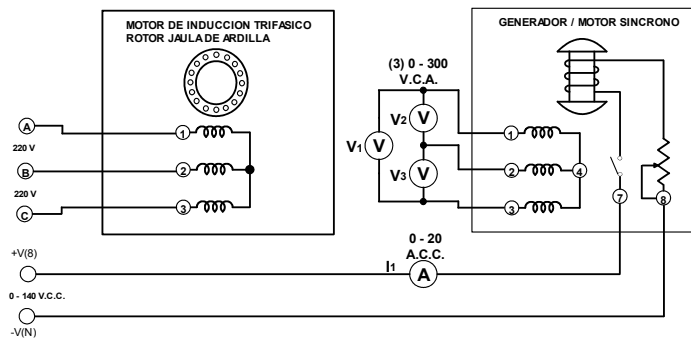 MOTOR DE INDUCCION TRIFASICO
ROTOR JAULA DE ARDILLA
GENERADOR / MOTOR SINCRONO
(3) 0 - 300
V.C.A.
A
220 V
B
220 V
C
1
2
3
V1
V
V2
V
V3
V
1
2
3
4
7
8
0 - 20
A.C.C.
I1
A
+V(8)
0 - 140 V.C.C.
-V(N)